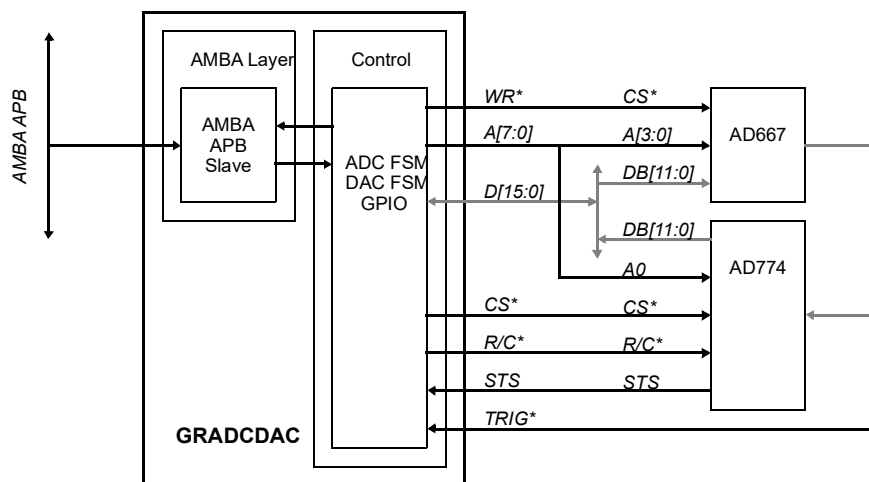 AMBA APB
AMBA Layer
Control
AMBA
APB
Slave
ADC FSM
DAC FSM
GPIO
GRADCDAC
WR*
CS*
A[7:0]
A[3:0]
DB[11:0]
D[15:0]
DB[11:0]
A0
CS*
CS*
R/C*
R/C*
STS
STS
TRIG*
AD667
AD774